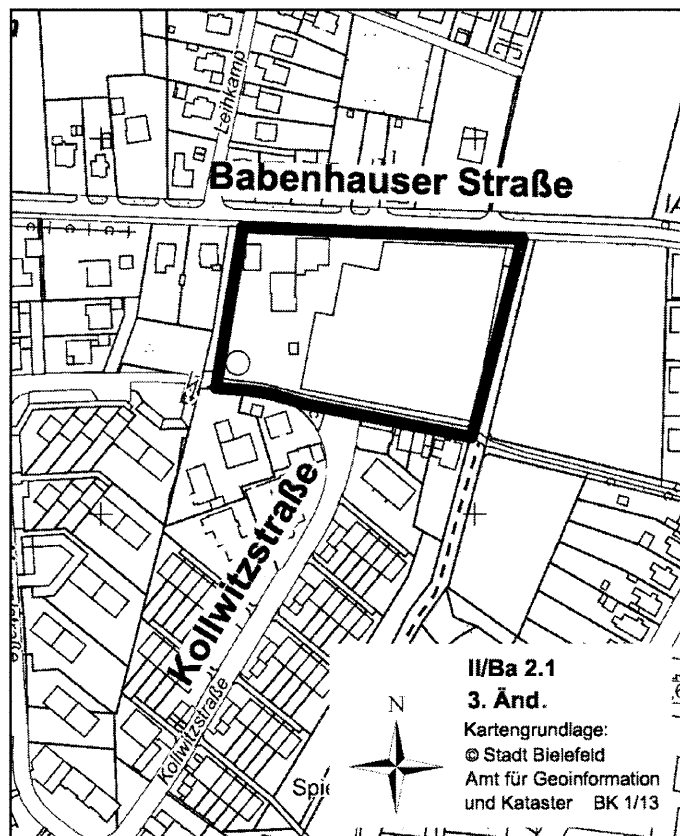 Leihkamp
Babenhauser Straße
Kollwitzstraße
Kollwitzstraße
II/Ba 2.1
3. Änd.
N
Kartengrundlage:
© Stadt Bielefeld
Amt für Geoinformation
und Kataster BK 1/13